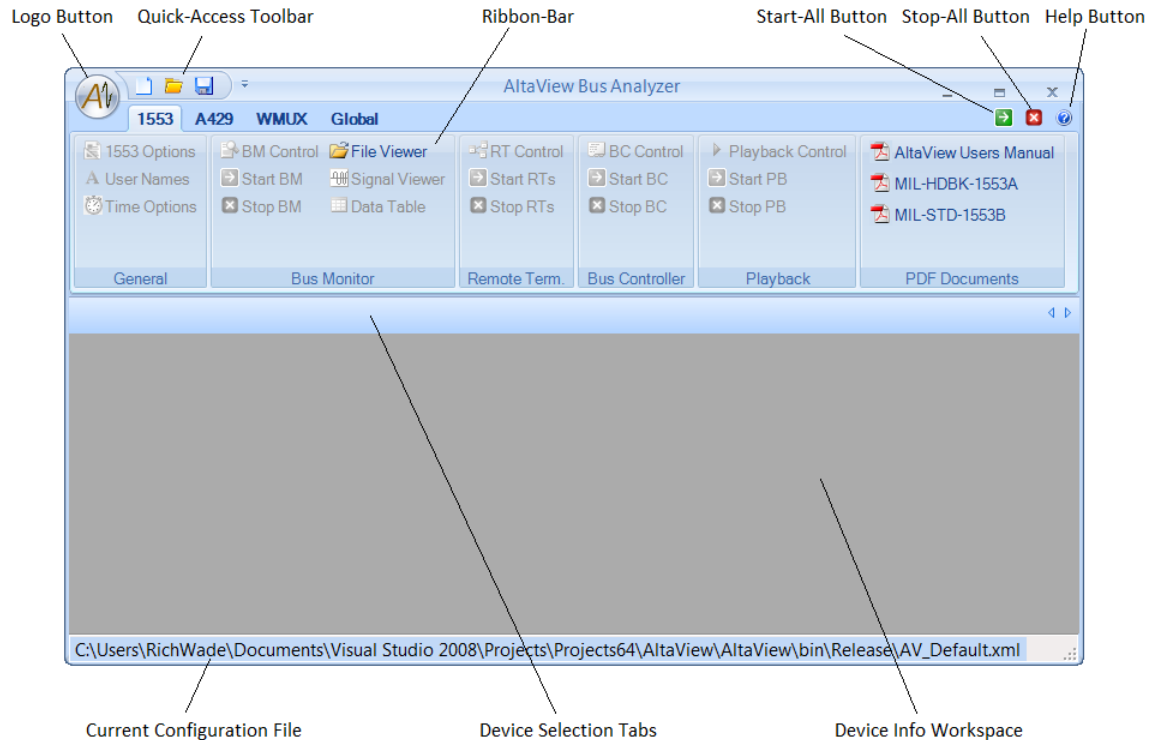 Logo Button Quick-Access Toolbar Ribbon-Bar Start-All Button Stop-All Button Help Button
AltaView Bus Analyzer
1553 A429 WMUX Global
1553 Options BM Control File Viewer RT Control BC Control Playback Control AltaView Users Manual
A User Names Start BM Signal Viewer Start RTs Start BC Start PB MIL-HDBK-1553A
Time Options Stop BM Data Table Stop RTs Stop BC Stop PB MIL-STD-1553B
General Bus Monitor Remote Term. Bus Controller Playback PDF Documents
C:\Users\RichWade\Documents\Visual Studio 2008\Projects\Projects64\AltaView\AltaView\bin\Release\AV_Default.xml
Current Configuration File Device Selection Tabs Device Info Workspace